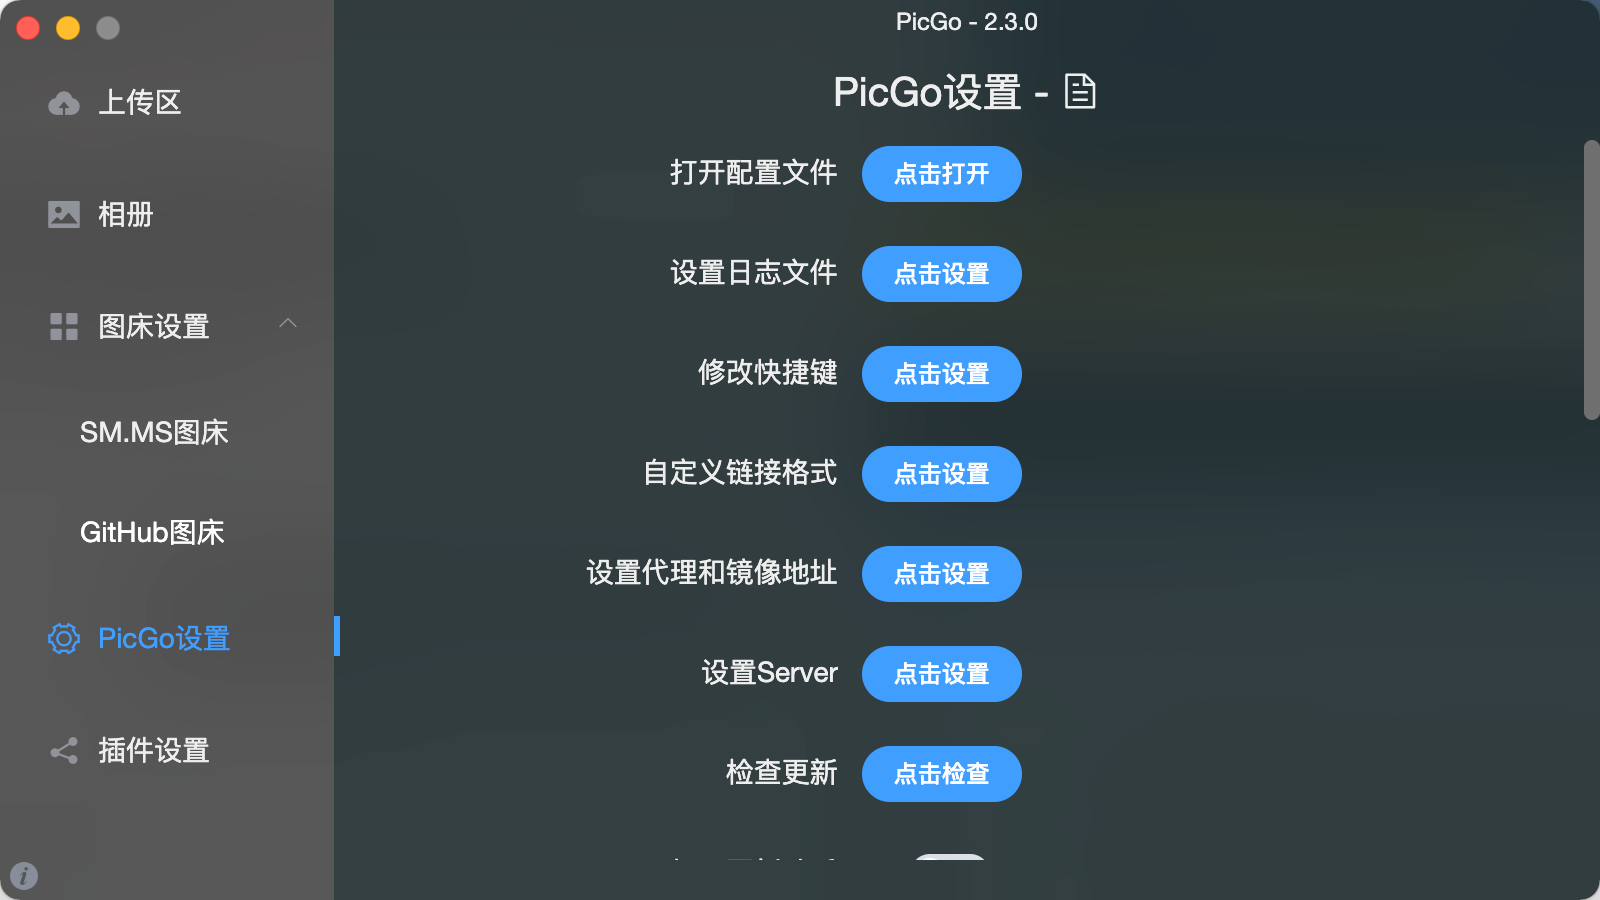 PicGo - 2.3.0
上传区
相册
图床设置
SM.MS图床
GitHub图床
PicGo设置
插件设置
PicGo设置 -
打开配置文件 点击打开
设置日志文件 点击设置
修改快捷键 点击设置
自定义链接格式 点击设置
设置代理和镜像地址 点击设置
设置Server 点击设置
检查更新 点击检查